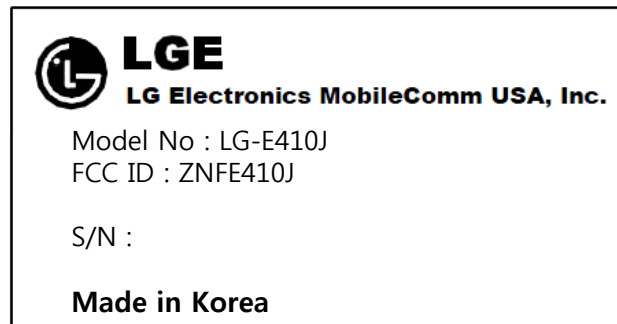 LGE
LG Electronics MobileComm USA, Inc.
Model No : LG-E410J
FCC ID : ZNFE410J
S/N :
Made in Korea